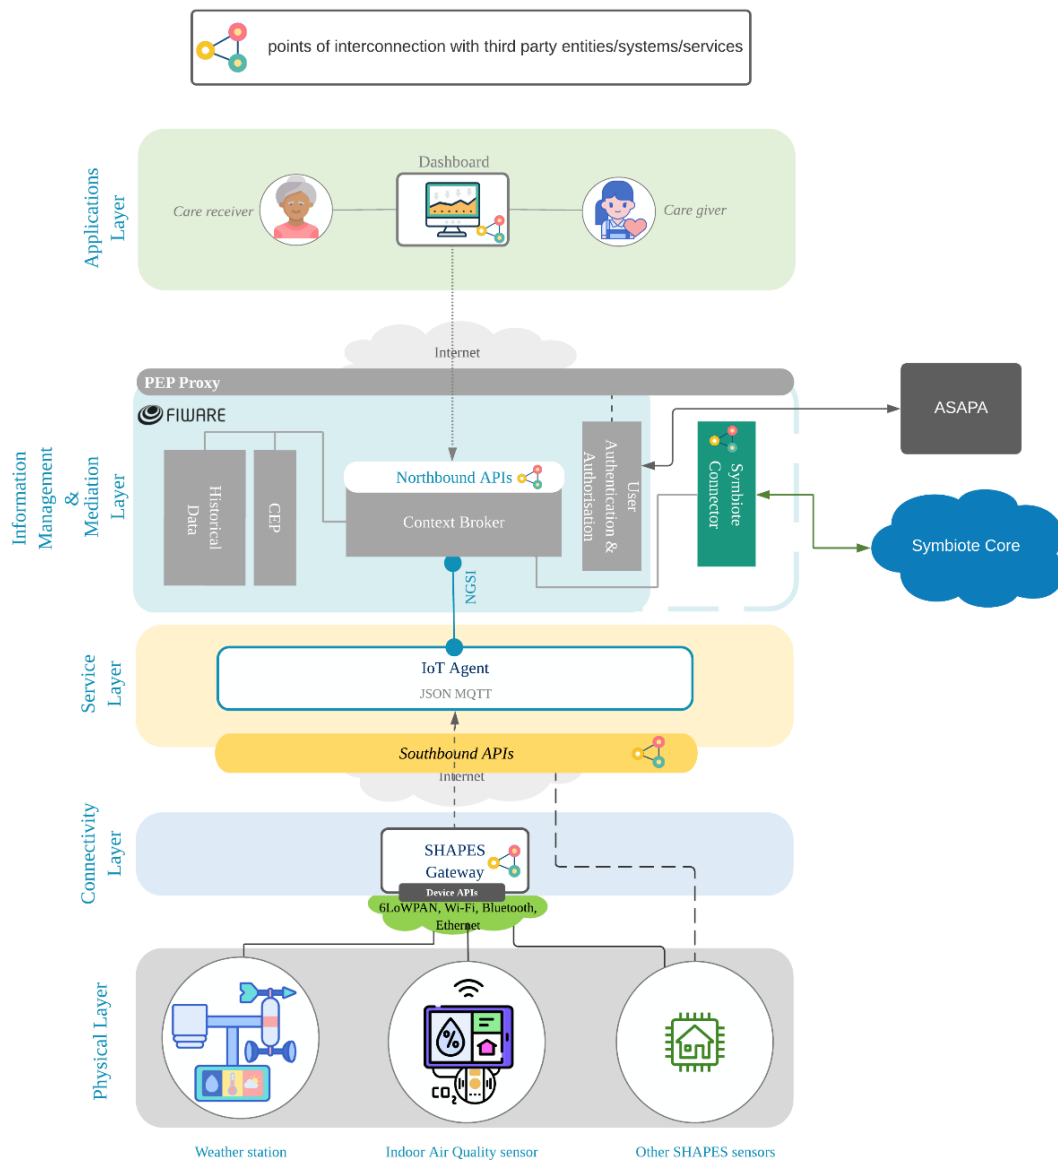 points of interconnection with third party entities/systems/services
Applications
Layer
Dashboard
Care receiver
Care giver
Internet
PEP Proxy
FIWARE
ASAPA
Information
Management
&
Mediation
Layer
Historical
Data
CEP
Northbound APIs
Context Broker
User
Authentication &
Authorisation
Symbiote
Connector
Symbiote Core
NGSI
Service
Layer
IoT Agent
JSON MQTT
Southbound APIs
Internet
Connectivity
Layer
SHAPES
Gateway
Device APIs
6LoWPAN, Wi-Fi, Bluetooth,
Ethernet
Physical Layer
%
CO2
Weather station
Indoor Air Quality sensor
Other SHAPES sensors